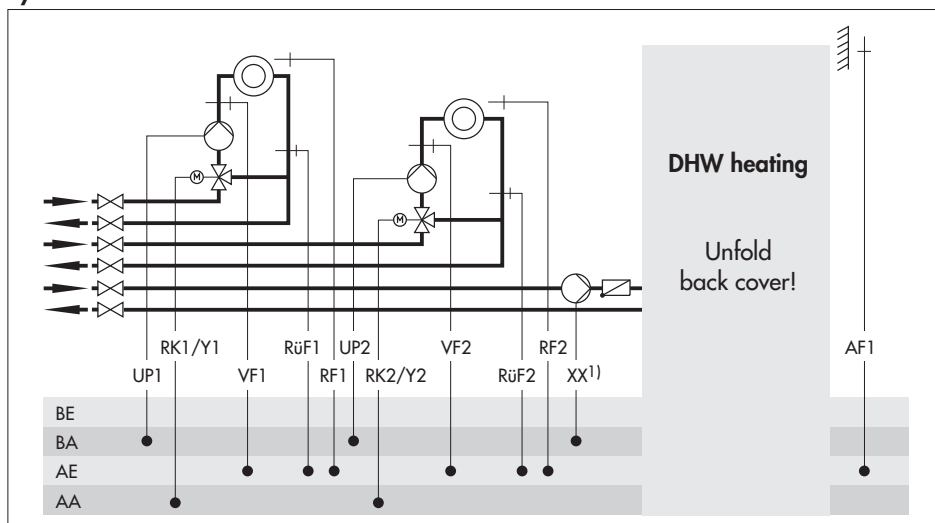 DHW heating
Unfold
back cover!
M
M
RK1/Y1 RüF1 UP2 VF2 RF2 AF1
UP1 VF1 RF1 RK2/Y2 RüF2 XX1)
BE
BA
AE
AA